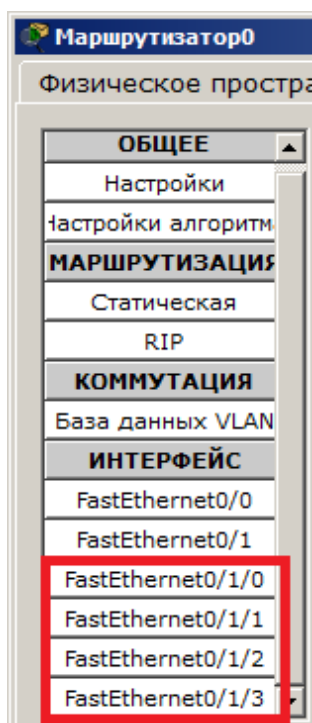 Маршрутизатор0
Физическое простра
ОБЩЕЕ
Настройки
Настройки алгоритм
МАРШРУТИЗАЦИЯ
Статическая
RIP
КОММУТАЦИЯ
База данных VLAN
ИНТЕРФЕЙС
FastEthernet0/0
FastEthernet0/1
FastEthernet0/1/0
FastEthernet0/1/1
FastEthernet0/1/2
FastEthernet0/1/3